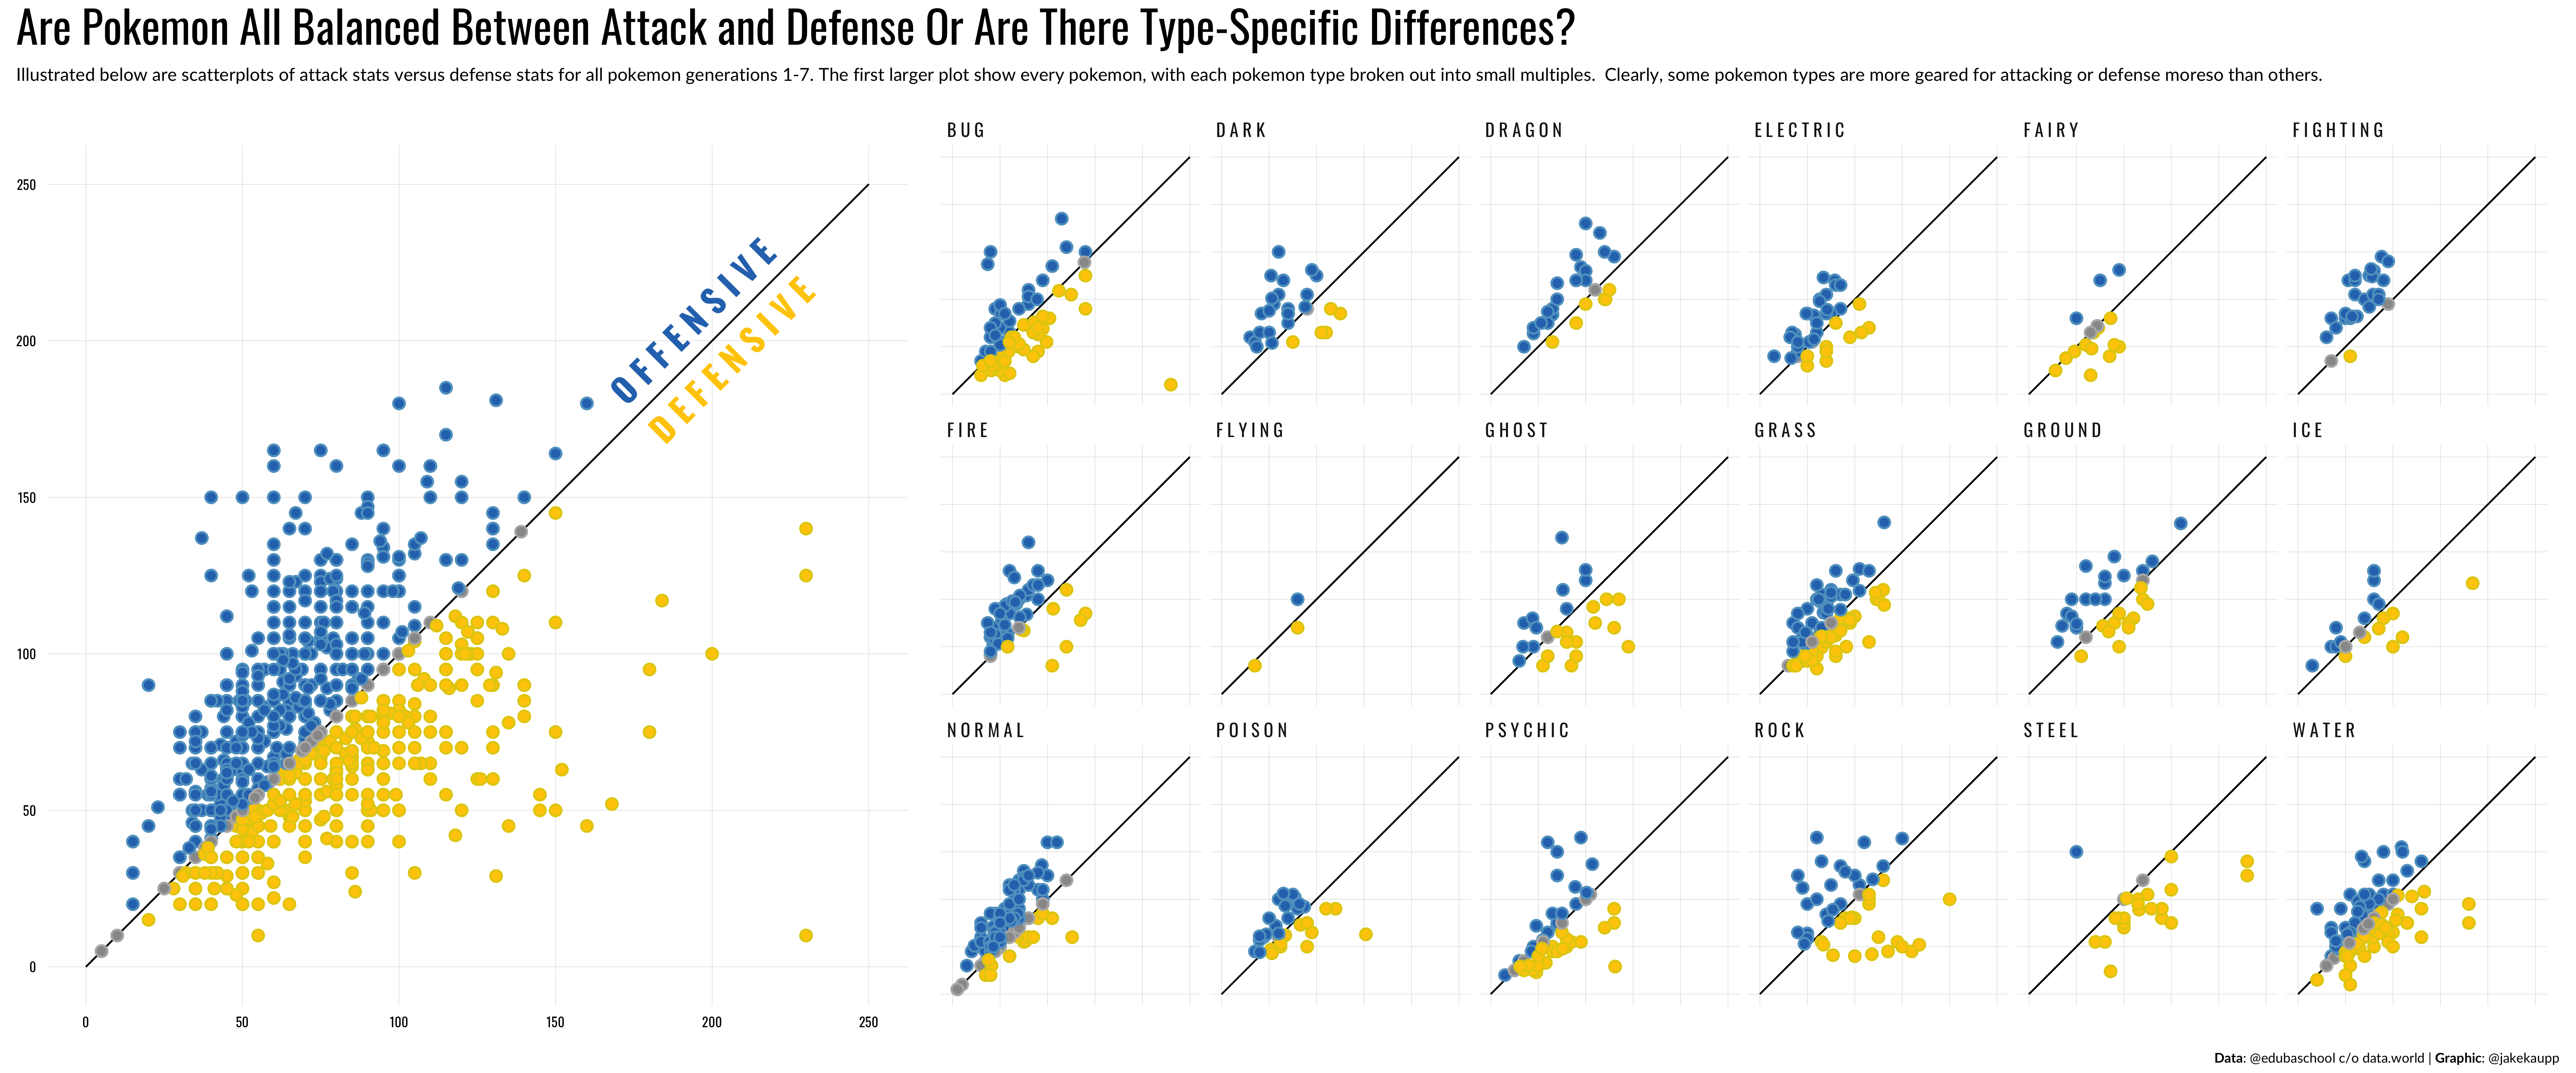 Are Pokemon All Balanced Between Attack and Defense Or Are There Type-Specific Differences?
Illustrated below are scatterplots of attack stats versus defense stats for all pokemon generations 1-7. The first larger plot show every pokemon, with each pokemon type broken out into small multiples.  Clearly, some pokemon types are more geared for attacking or defense moreso than others.
250
200
150
100
50
0
0 50 100 150 200 250
OFFENSIVE
DEFENSIVE
BUG DARK DRAGON ELECTRIC FAIRY FIGHTING
FIRE FLYING GHOST GRASS GROUND ICE
NORMAL POISON PSYCHIC ROCK STEEL WATER
Data: @edubaschool c/o data.world | Graphic: @jakekaupp